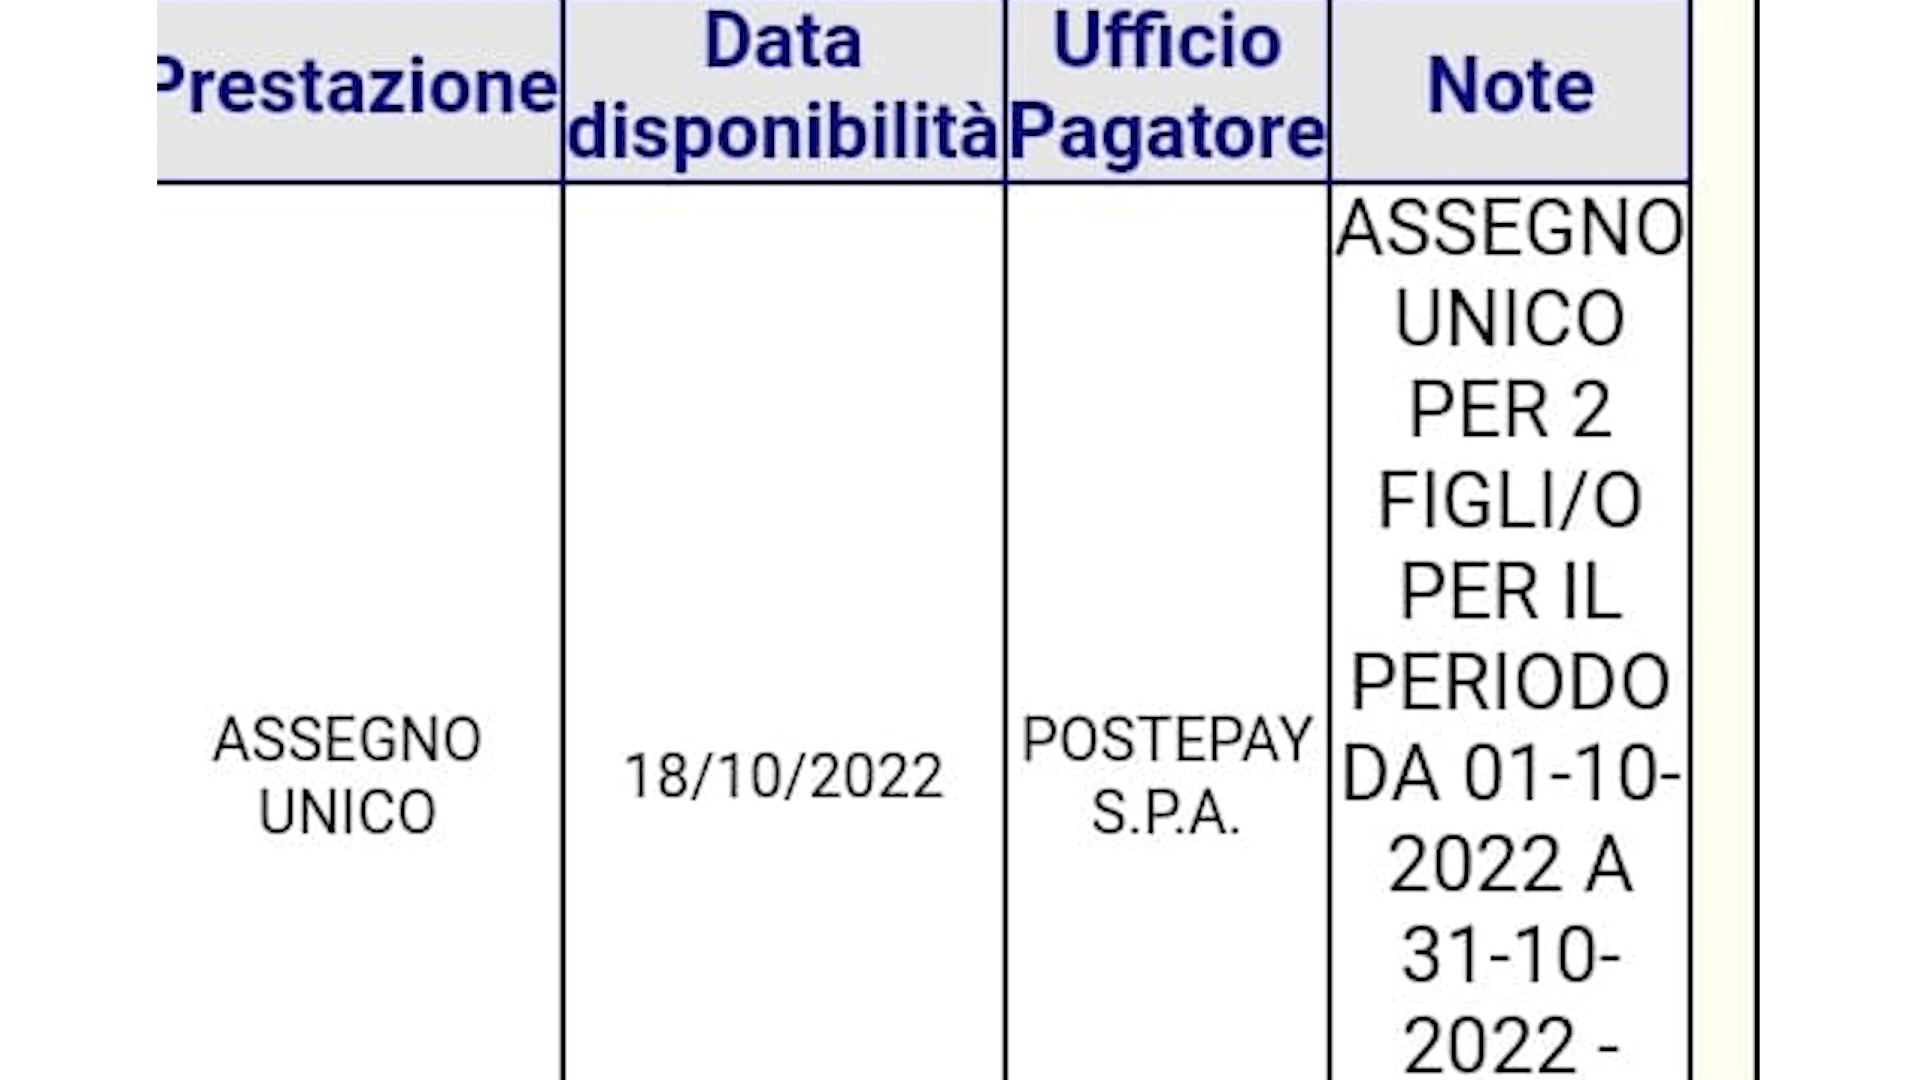 Prestazione
Data
disponibilità
Ufficio
Pagatore
Note
ASSEGNO
UNICO
18/10/2022
POSTEPAY
S.P.A.
ASSEGNO
UNICO
PER 2
FIGLI/O
PER IL
PERIODO
DA 01-10-
2022 A
31-10-
2022 -